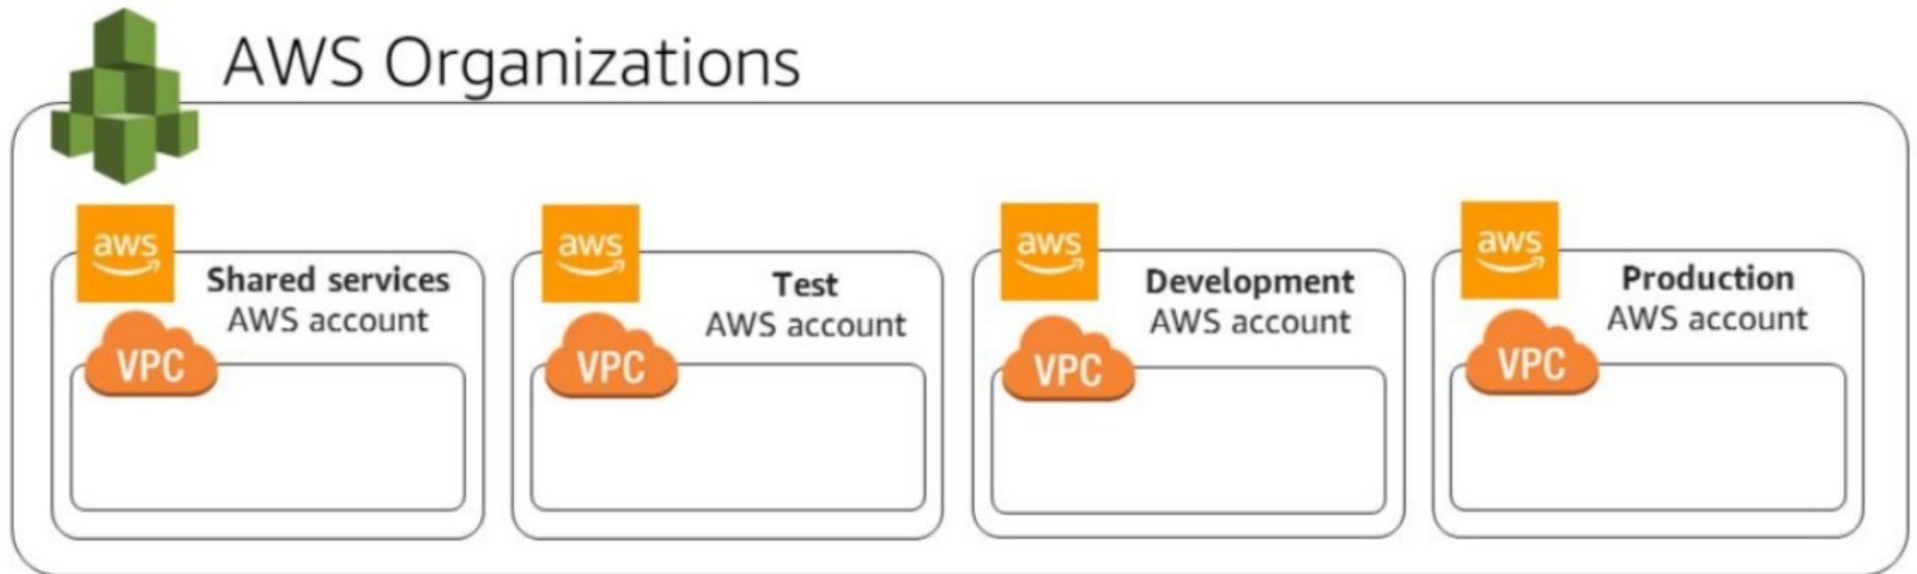 AWS Organizations
aws
Shared services
AWS account
VPC
aws
Test
AWS account
VPC
aws
Development
AWS account
VPC
aws
Production
AWS account
VPC